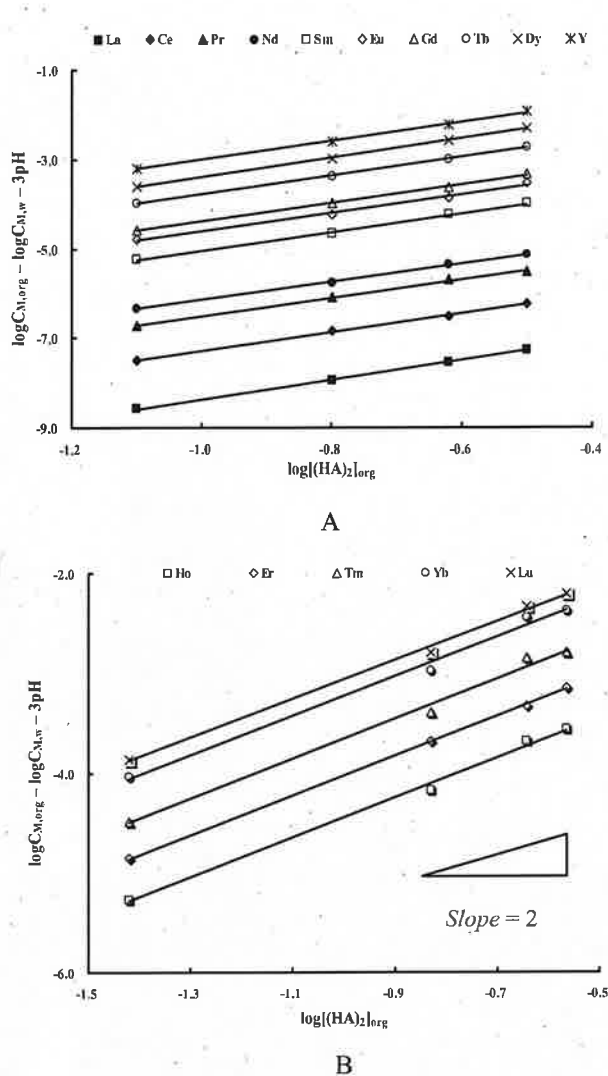 La Ce Pr Nd Sm Eu Gd Tb Dy Y
-1.0
-3.0
-5.0
-7.0
-9.0
logC_M,org – logC_M,w – 3pH
-1.2 -1.0 -0.8 -0.6 -0.4
log[(HA)₂]org
A
Ho Er Tm Yb Lu
-2.0
-4.0
-6.0
logC_M,org – logC_M,w – 3pH
Slope = 2
-1.5 -1.3 -1.1 -0.9 -0.7 -0.5
log[(HA)₂]org
B